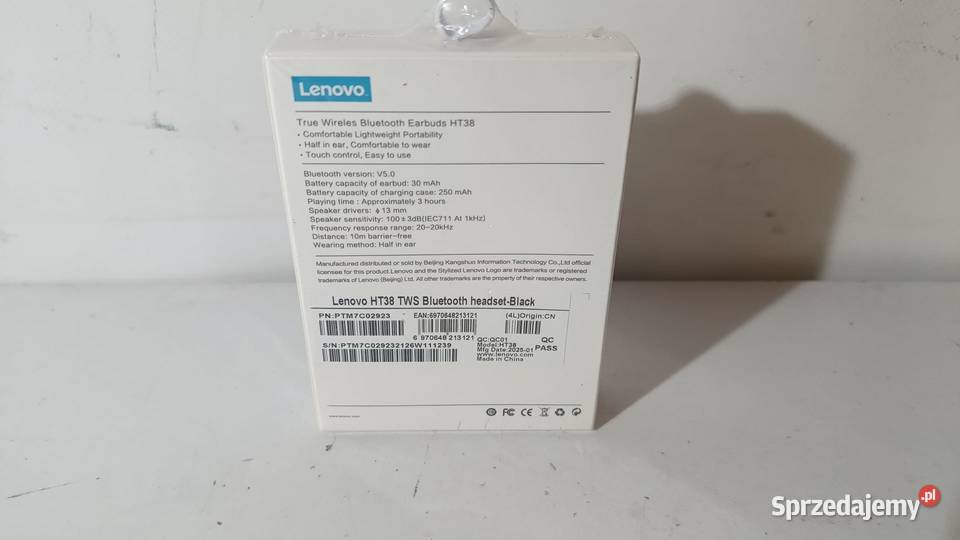 Lenovo
True Wireles Bluetooth Earbuds HT38
• Comfortable Lightweight Portability
• Half in ear, Comfortable to wear
• Touch control, Easy to use
Bluetooth version: V5.0
Battery capacity of earbud: 30 mAh
Battery capacity of charging case: 250 mAh
Playing time : Approximately 3 hours
Speaker drivers: ϕ 13 mm
Speaker sensitivity: 100±3dB(IEC711 At 1kHz)
Frequency response range: 20-20kHz
Distance: 10m barrier-free
Wearing method: Half in ear
Manufactured distributed or sold by Beijing Kangshuo Information Technology Co.,Ltd official
licensee for this product.Lenovo and the Stylized Lenovo Logo are trademarks or registered
trademarks of Lenovo (Beijing) Ltd. All other trademarks are the property of their respective owners.
Lenovo HT38 TWS Bluetooth headset-Black
PN:PTM7C02923
EAN:6970648213121
(4L)Origin:CN
6 970648 213121
S/N:PTM7C029232126W111239
QC:QC01
Model:HT38
Mfg Date:2025-01
www.lenovo.com
Made in China
QC
PASS
www.lenovo.com
FC CE
Sprzedajemy.pl